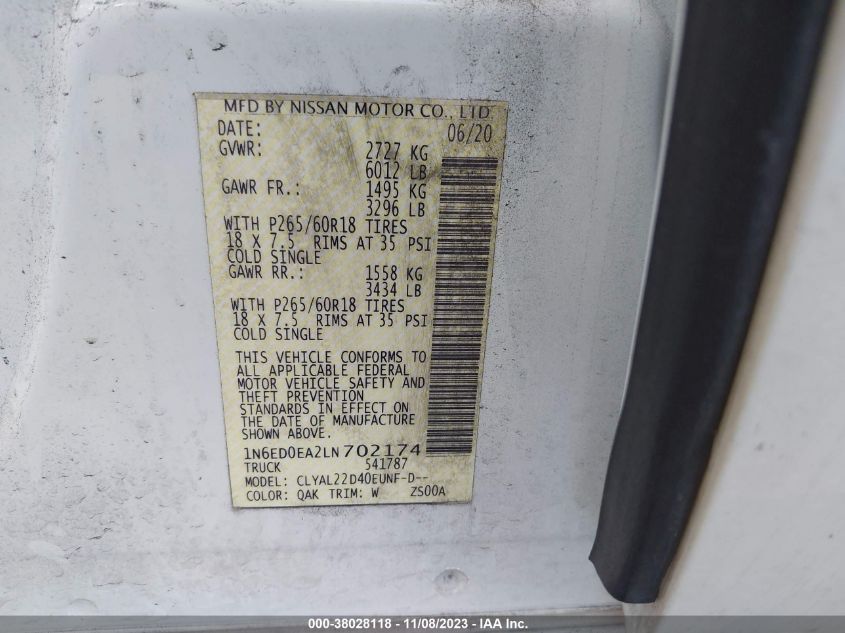 MFD BY NISSAN MOTOR CO., LTD.
DATE: 06/20
GVWR: 2727 KG
6012 LB
GAWR FR.: 1495 KG
3296 LB
WITH P265/60R18 TIRES
18 X 7.5 RIMS AT 35 PSI
COLD SINGLE
GAWR RR.: 1558 KG
3434 LB
WITH P265/60R18 TIRES
18 X 7.5 RIMS AT 35 PSI
COLD SINGLE
THIS VEHICLE CONFORMS TO
ALL APPLICABLE FEDERAL
MOTOR VEHICLE SAFETY AND
THEFT PREVENTION
STANDARDS IN EFFECT ON
THE DATE OF MANUFACTURE
SHOWN ABOVE.
1N6ED0EA2LN702174
TRUCK 541787
MODEL: CLYAL22D40EUNF-D--
COLOR: QAK TRIM: W ZS00A
000-38028118 - 11/08/2023 - IAA Inc.